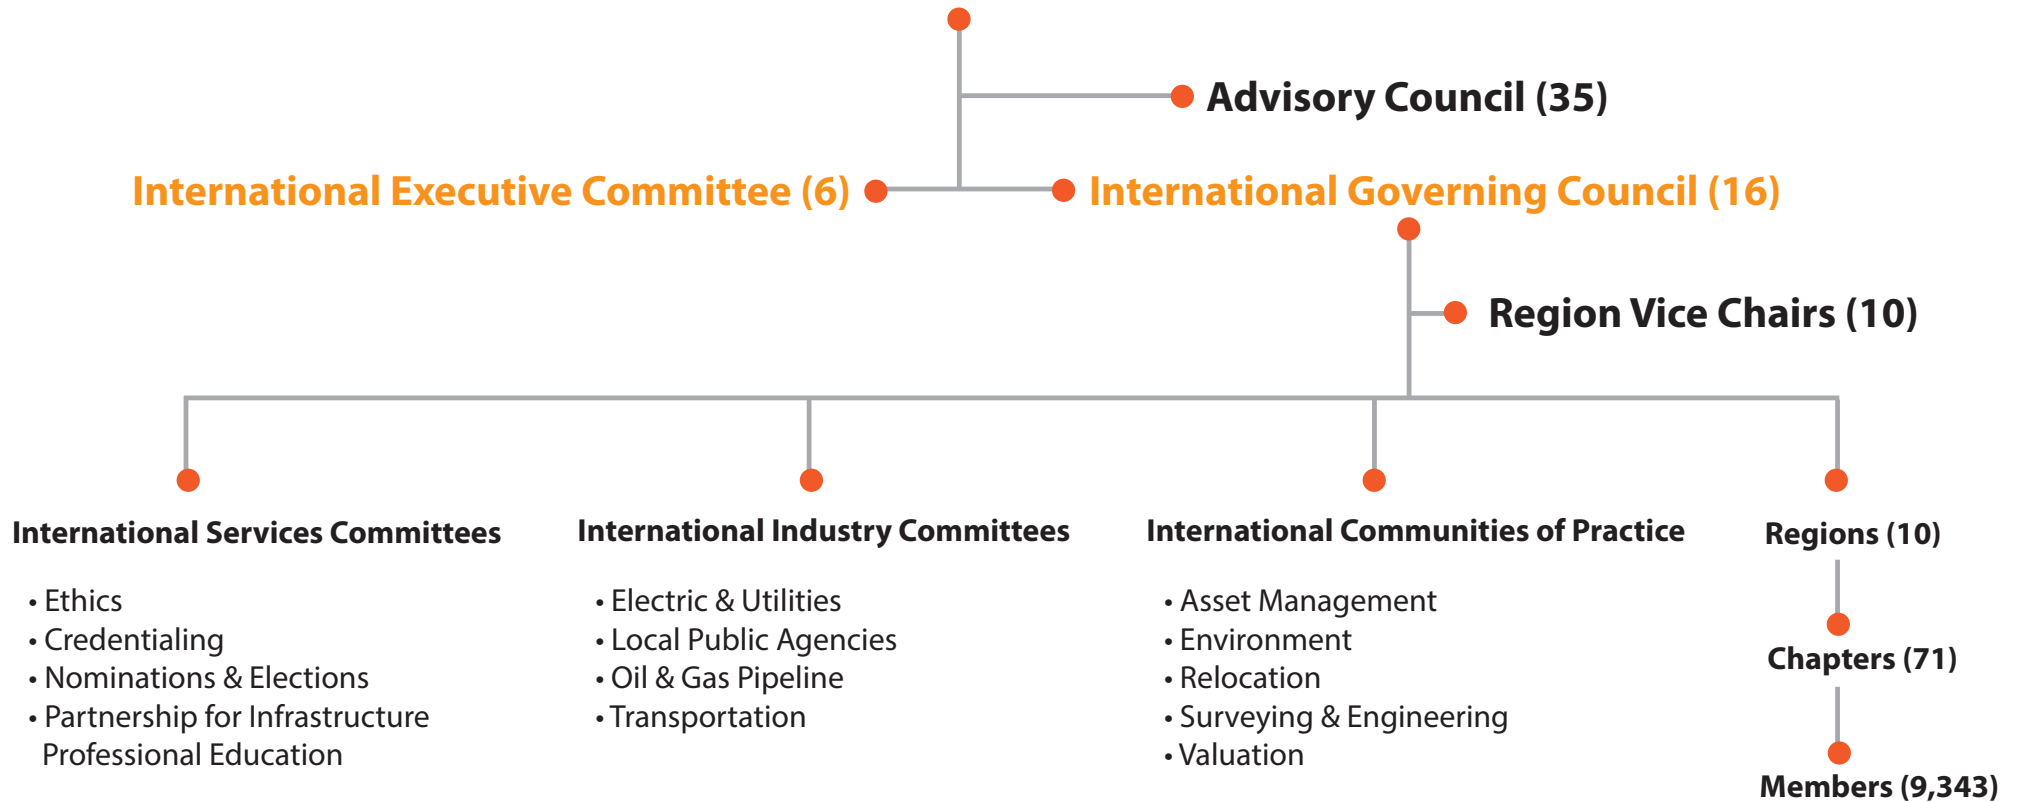 Advisory Council (35)
International Executive Committee (6)
International Governing Council (16)
Region Vice Chairs (10)
International Services Committees
• Ethics
• Credentialing
• Nominations & Elections
• Partnership for Infrastructure
Professional Education
International Industry Committees
• Electric & Utilities
• Local Public Agencies
• Oil & Gas Pipeline
• Transportation
International Communities of Practice
• Asset Management
• Environment
• Relocation
• Surveying & Engineering
• Valuation
Regions (10)
Chapters (71)
Members (9,343)